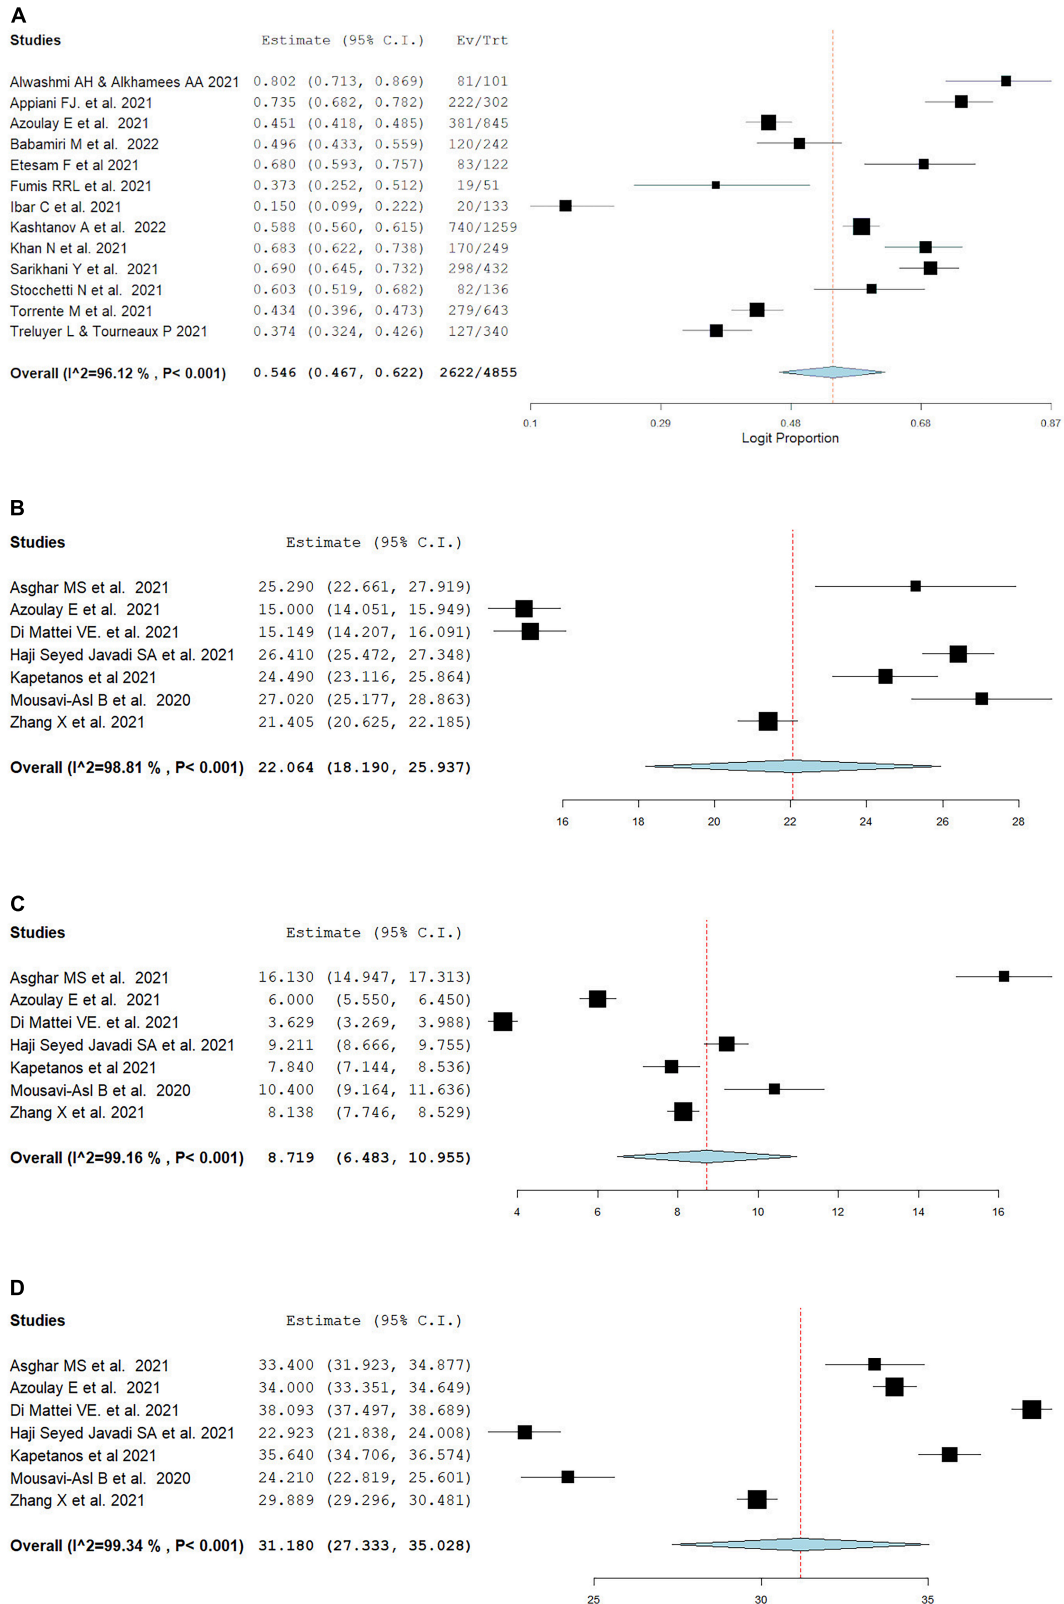 A
Studies Estimate (95% C.I.) Ev/Trt
Alwashmi AH & Alkhamees AA 2021 0.802 (0.713, 0.869) 81/101
Appiani FJ. et al. 2021 0.735 (0.682, 0.782) 222/302
Azoulay E et al. 2021 0.451 (0.418, 0.485) 381/845
Babamiri M et al. 2022 0.496 (0.433, 0.559) 120/242
Etesam F et al 2021 0.680 (0.593, 0.757) 83/122
Fumis RRL et al. 2021 0.373 (0.252, 0.512) 19/51
Ibar C et al. 2021 0.150 (0.099, 0.222) 20/133
Kashtanov A et al. 2022 0.588 (0.560, 0.615) 740/1259
Khan N et al. 2021 0.683 (0.622, 0.738) 170/249
Sarikhani Y et al. 2021 0.690 (0.645, 0.732) 298/432
Stocchetti N et al. 2021 0.603 (0.519, 0.682) 82/136
Torrente M et al. 2021 0.434 (0.396, 0.473) 279/643
Treluyer L & Tourneaux P 2021 0.374 (0.324, 0.426) 127/340
Overall (I^2=96.12 % , P< 0.001) 0.546 (0.467, 0.622) 2622/4855
0.1 0.29 0.48 0.68 0.87
Logit Proportion
B
Studies Estimate (95% C.I.)
Asghar MS et al. 2021 25.290 (22.661, 27.919)
Azoulay E et al. 2021 15.000 (14.051, 15.949)
Di Mattei VE. et al. 2021 15.149 (14.207, 16.091)
Haji Seyed Javadi SA et al. 2021 26.410 (25.472, 27.348)
Kapetanos et al 2021 24.490 (23.116, 25.864)
Mousavi-Asl B et al. 2020 27.020 (25.177, 28.863)
Zhang X et al. 2021 21.405 (20.625, 22.185)
Overall (I^2=98.81 % , P< 0.001) 22.064 (18.190, 25.937)
16 18 20 22 24 26 28
C
Studies Estimate (95% C.I.)
Asghar MS et al. 2021 16.130 (14.947, 17.313)
Azoulay E et al. 2021 6.000 (5.550, 6.450)
Di Mattei VE. et al. 2021 3.629 (3.269, 3.988)
Haji Seyed Javadi SA et al. 2021 9.211 (8.666, 9.755)
Kapetanos et al 2021 7.840 (7.144, 8.536)
Mousavi-Asl B et al. 2020 10.400 (9.164, 11.636)
Zhang X et al. 2021 8.138 (7.746, 8.529)
Overall (I^2=99.16 % , P< 0.001) 8.719 (6.483, 10.955)
4 6 8 10 12 14 16
D
Studies Estimate (95% C.I.)
Asghar MS et al. 2021 33.400 (31.923, 34.877)
Azoulay E et al. 2021 34.000 (33.351, 34.649)
Di Mattei VE. et al. 2021 38.093 (37.497, 38.689)
Haji Seyed Javadi SA et al. 2021 22.923 (21.838, 24.008)
Kapetanos et al 2021 35.640 (34.706, 36.574)
Mousavi-Asl B et al. 2020 24.210 (22.819, 25.601)
Zhang X et al. 2021 29.889 (29.296, 30.481)
Overall (I^2=99.34 % , P< 0.001) 31.180 (27.333, 35.028)
25 30 35